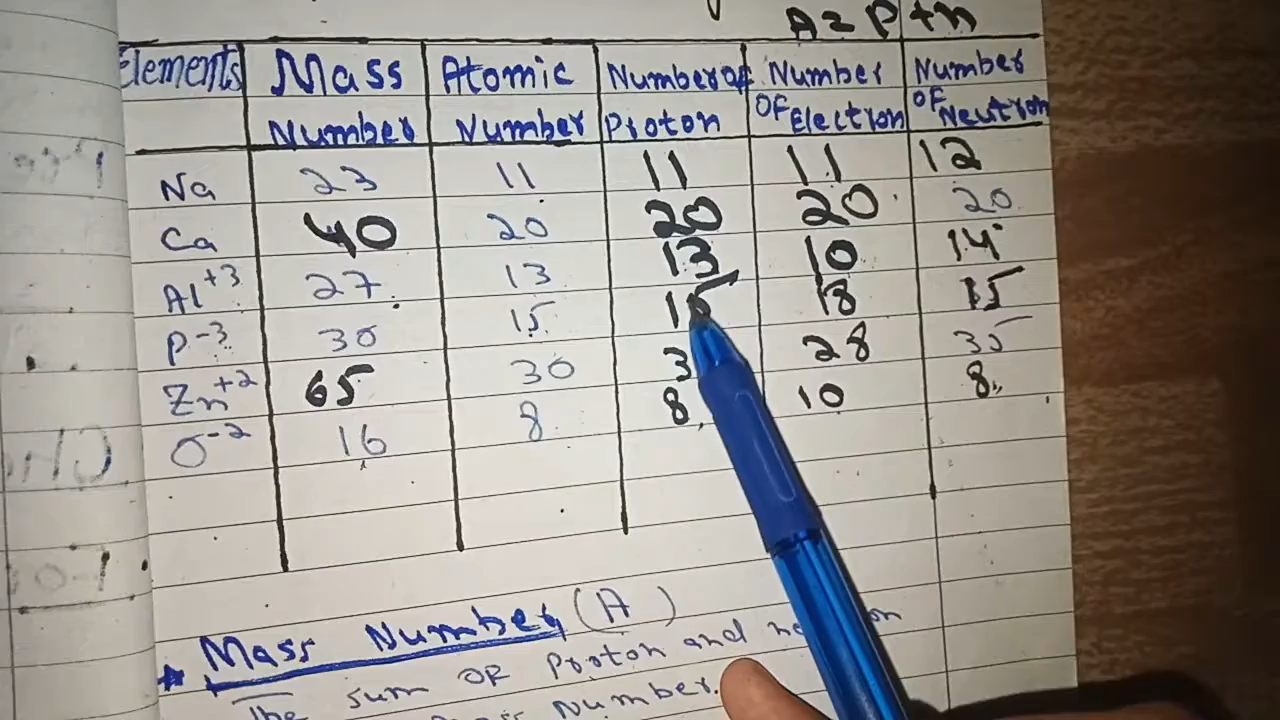 A = P + n
Elements Mass Number Atomic Number Number of Proton Number of Electron Number of Neutron
Na 23 11 11 11 12
Ca 40 20 20 20 20
Al+3 27 13 13 10 14
P-3 30 15 15 18 15
Zn+2 65 30 3 28 35
O-2 16 8 8 10 8
Mass Number (A)
The sum of Proton and
Number.